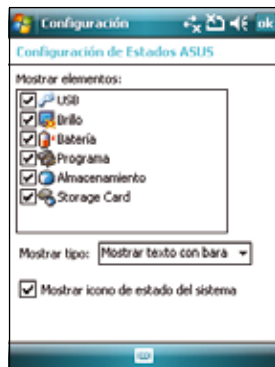 Configuración
ok
Configuración de Estados ASUS
Mostrar elementos:
USB
Brillo
Batería
Programa
Almacenamiento
Storage Card
Mostrar tipo: Mostrar texto con bara
Mostrar icono de estado del sistema